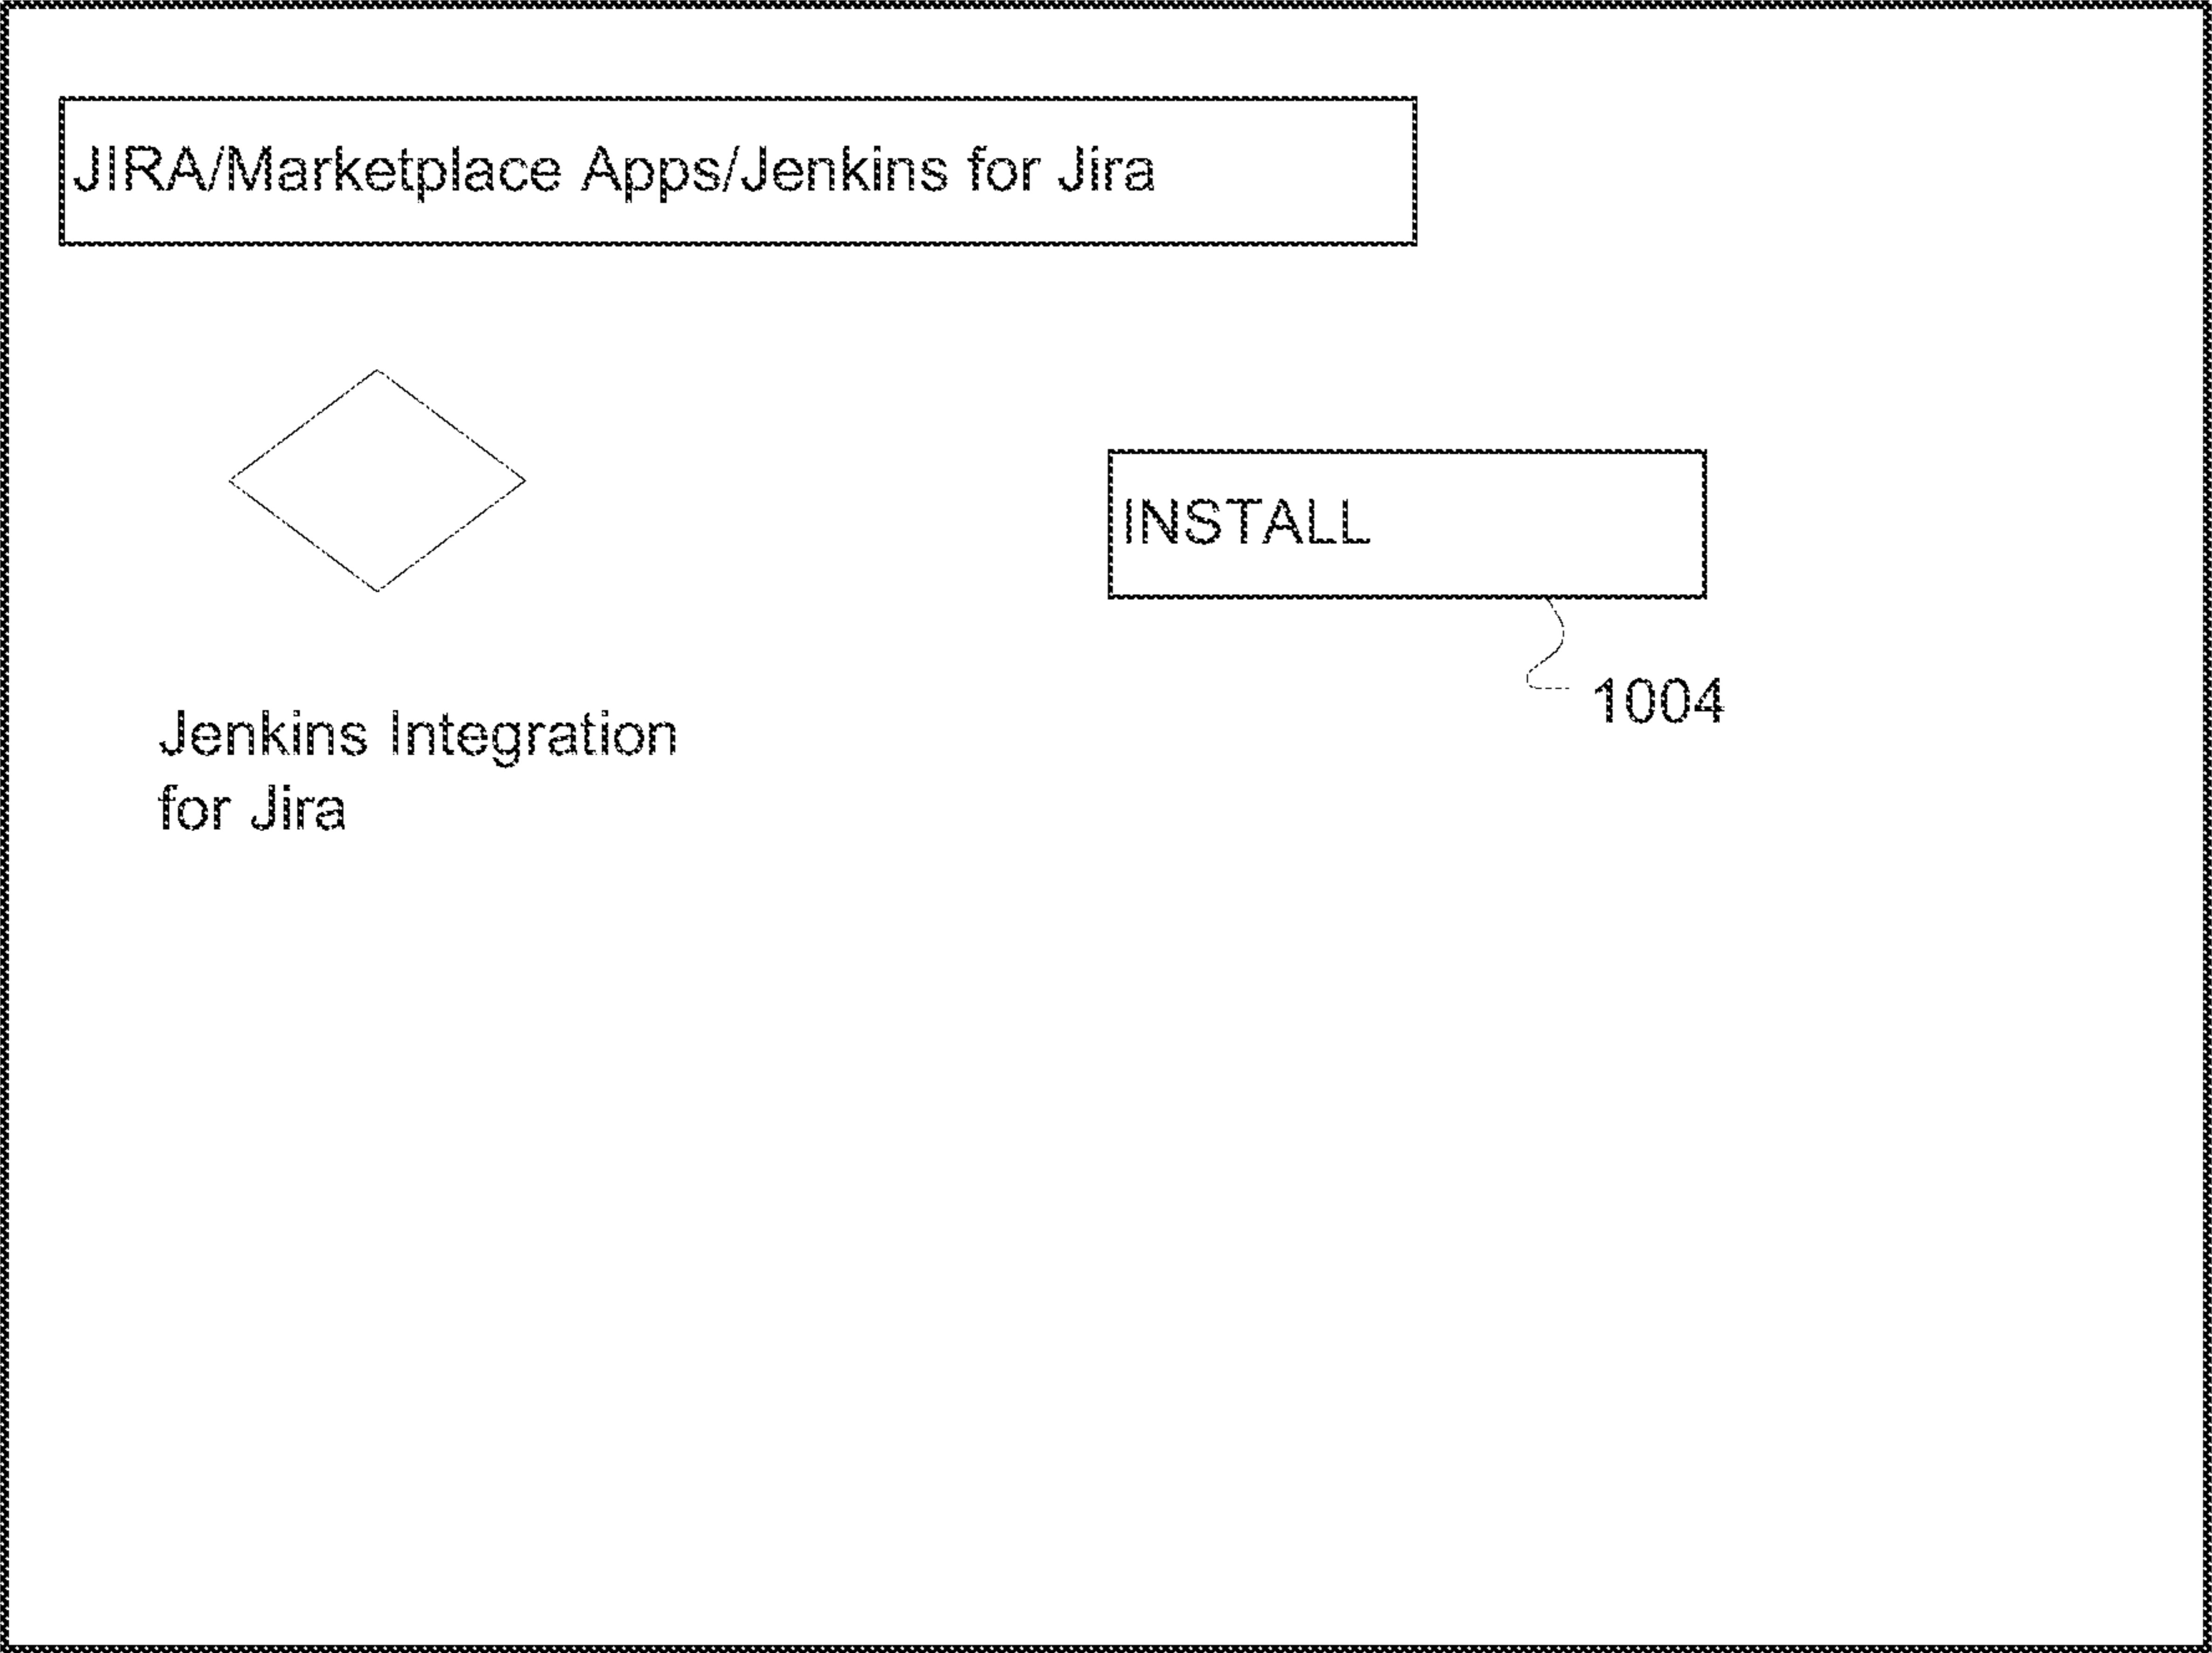 JIRA/Marketplace Apps/Jenkins for Jira
INSTALL
1004
Jenkins Integration
for Jira